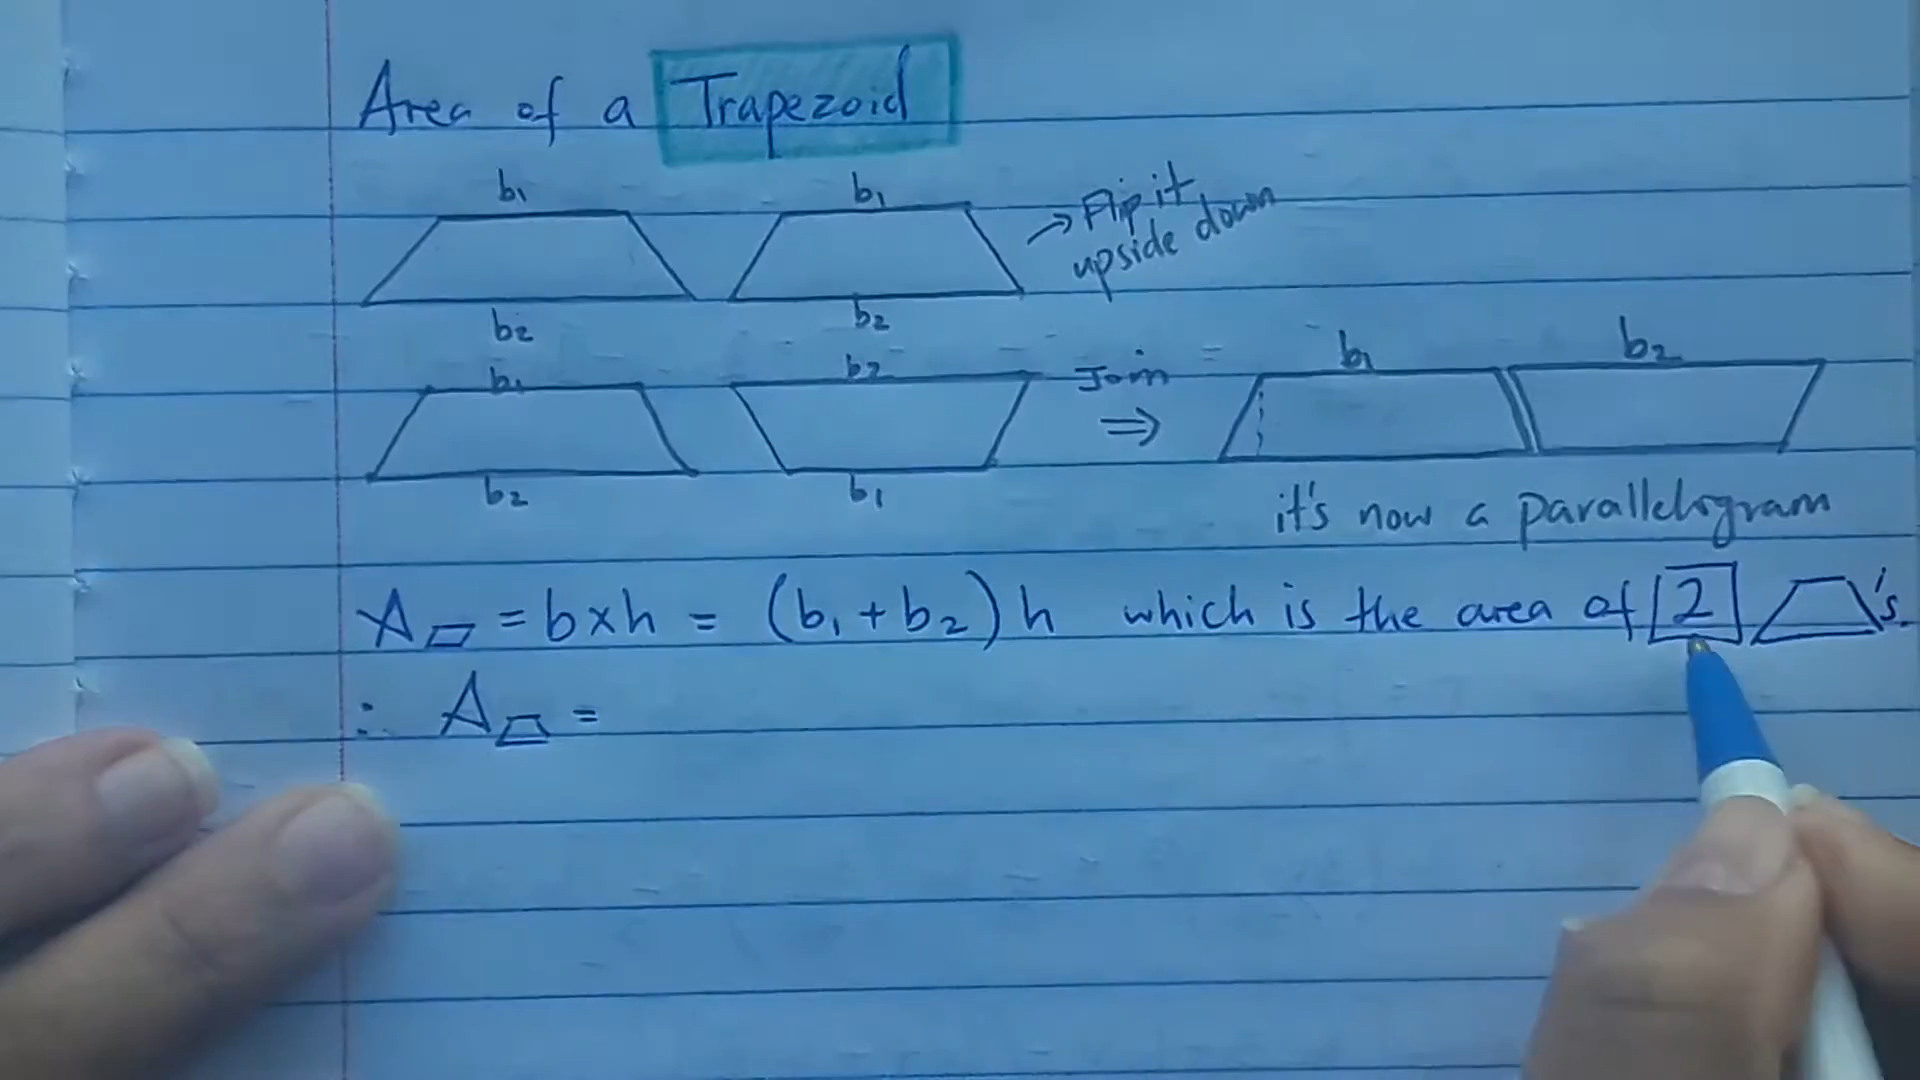 Area of a Trapezoid
b₁ b₁ → Flip it
upside down
b₂ b₂
b₁ b₂ Join b₁ b₂
⇒
b₂ b₁ it's now a parallelogram
A▱ = b×h = (b₁ + b₂) h which is the area of 2 ⏢'s.
∴ A⏢ =